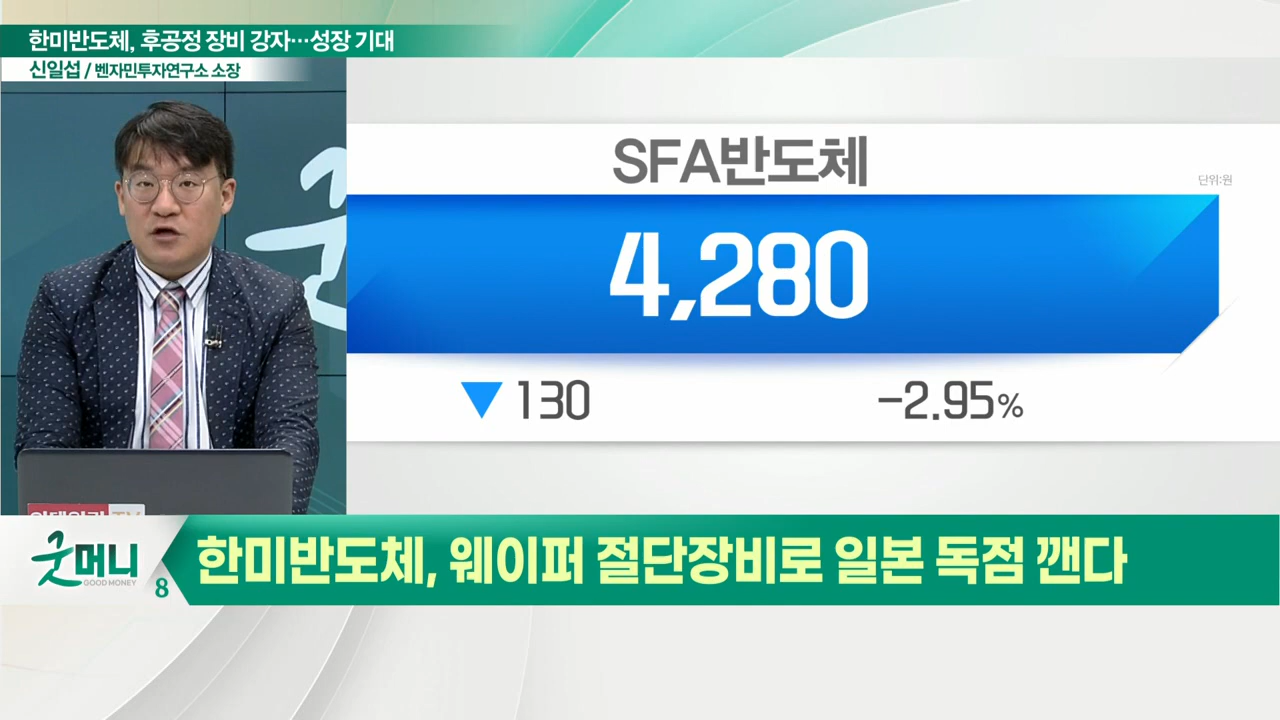 한미반도체, 후공정 장비 강자…성장 기대
신일섭 / 벤자민투자연구소 소장
SFA반도체
단위:원
4,280
▼ 130 -2.95%
굿머니
GOOD MONEY
8
한미반도체, 웨이퍼 절단장비로 일본 독점 깬다